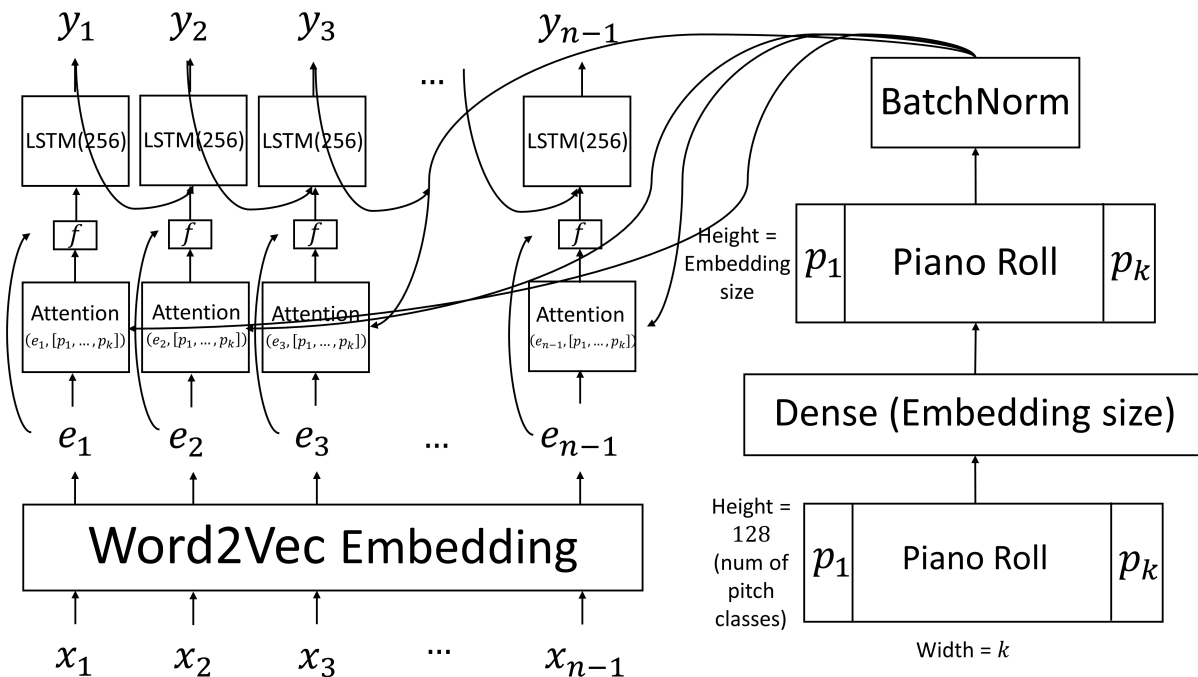 y₁ y₂ y₃ yₙ₋₁
...
BatchNorm
LSTM(256) LSTM(256) LSTM(256) LSTM(256)
f f f f
Height =
Embedding
size
p₁ Piano Roll pₖ
Attention
(e₁, [p₁, ..., pₖ])
Attention
(e₂, [p₁, ..., pₖ])
Attention
(e₃, [p₁, ..., pₖ])
Attention
(eₙ₋₁, [p₁, ..., pₖ])
Dense (Embedding size)
e₁ e₂ e₃ ... eₙ₋₁
Word2Vec Embedding
Height =
128
(num of
pitch
classes)
p₁ Piano Roll pₖ
Width = k
x₁ x₂ x₃ ... xₙ₋₁